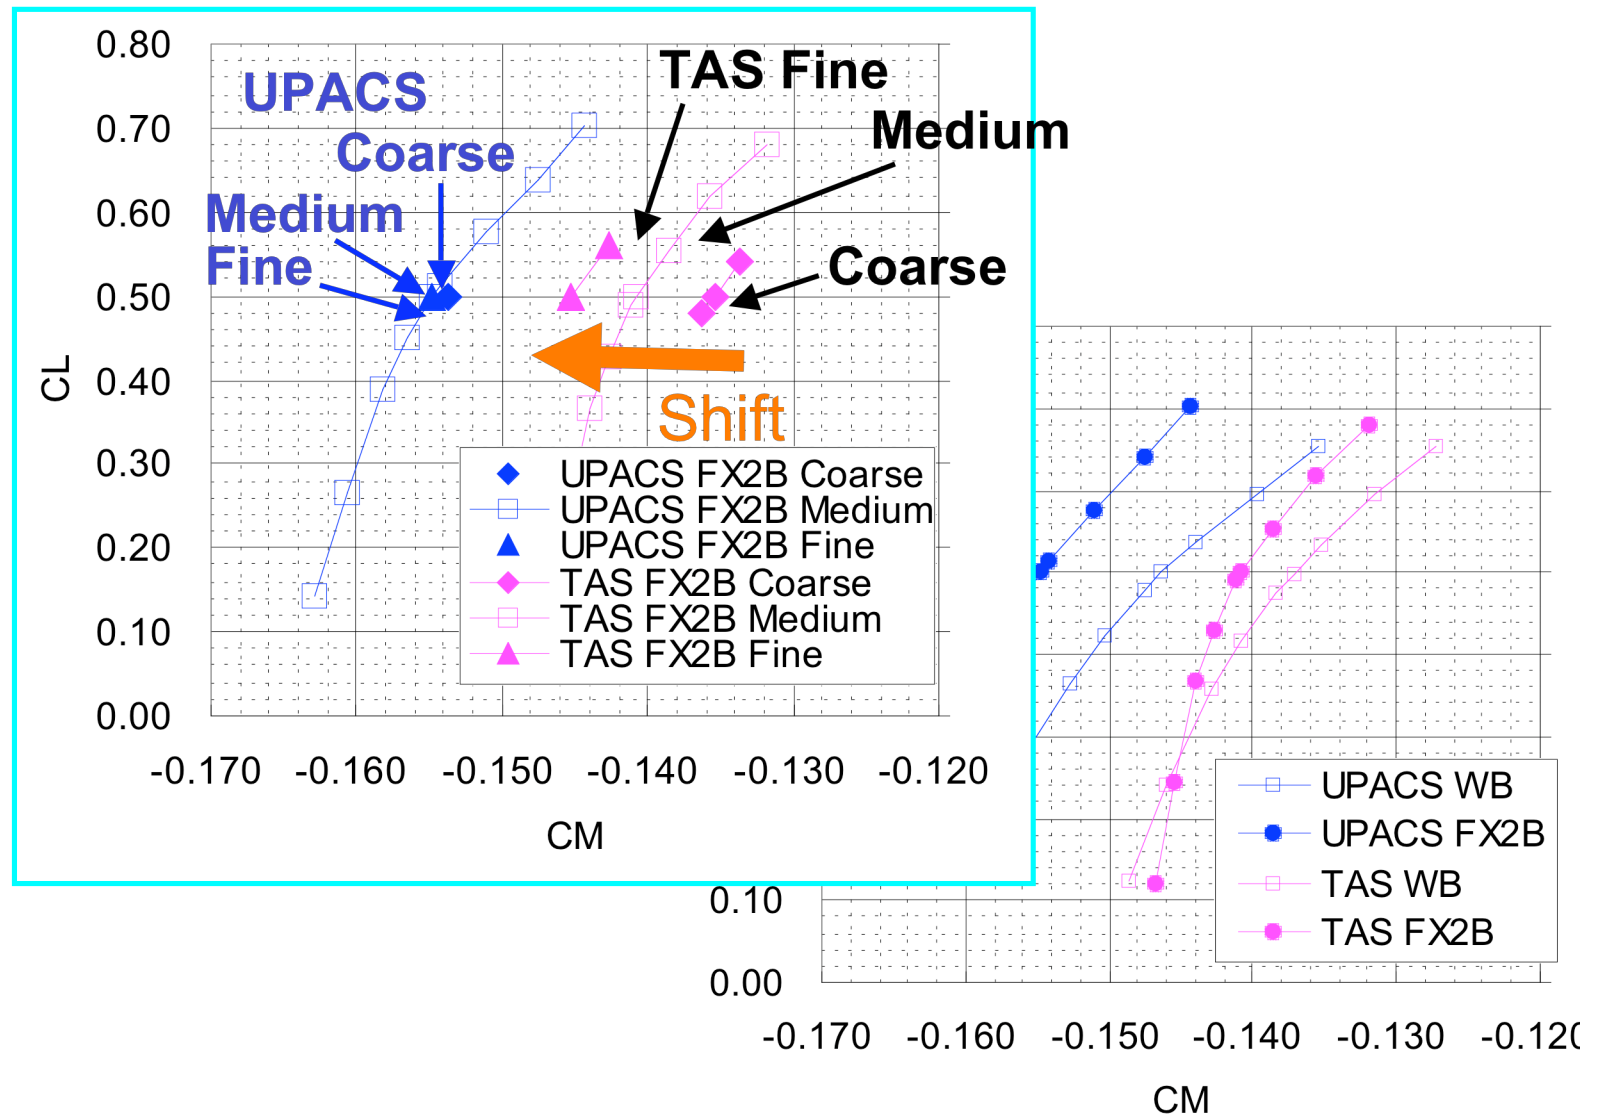 0.80
0.70
0.60
0.50
0.40
0.30
0.20
0.10
0.00
CL
UPACS
Coarse
Medium
Fine
TAS Fine
Medium
Coarse
Shift
UPACS FX2B Coarse
UPACS FX2B Medium
UPACS FX2B Fine
TAS FX2B Coarse
TAS FX2B Medium
TAS FX2B Fine
-0.170 -0.160 -0.150 -0.140 -0.130 -0.120
CM
UPACS WB
UPACS FX2B
TAS WB
TAS FX2B
0.10
0.00
-0.170 -0.160 -0.150 -0.140 -0.130 -0.120
CM